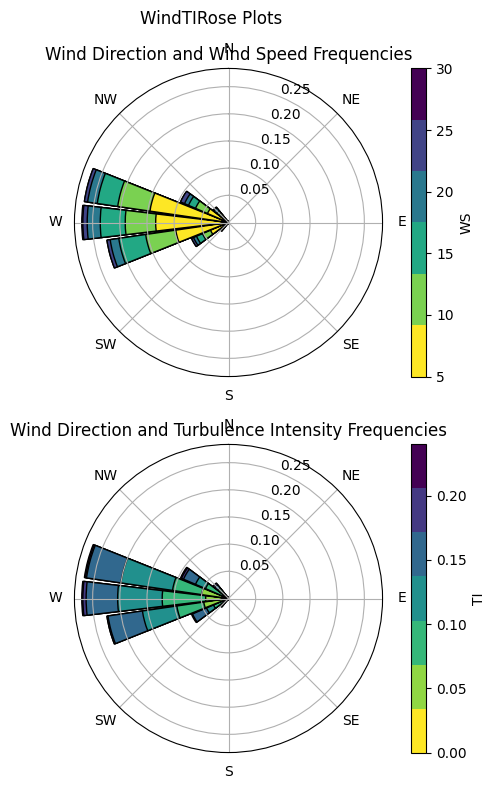 WindTIRose Plots
N
Wind Direction and Wind Speed Frequencies
30
0.25
NW
NE
0.20
25
0.15
0.10
20
0.05
W
E
WS
15
10
SW
SE
5
S
N
Wind Direction and Turbulence Intensity Frequencies
0.25
NW
NE
0.20
0.20
0.15
0.10
0.15
0.05
W
E
TI
0.10
0.05
SW
SE
0.00
S